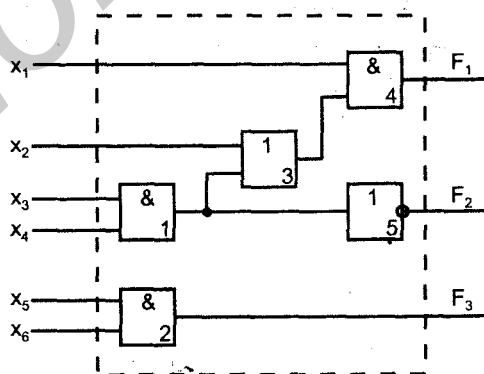 x₁ & 4 F₁
x₂ 1 3
x₃ & 1 1 5 F₂
x₄
x₅ & 2 F₃
x₆